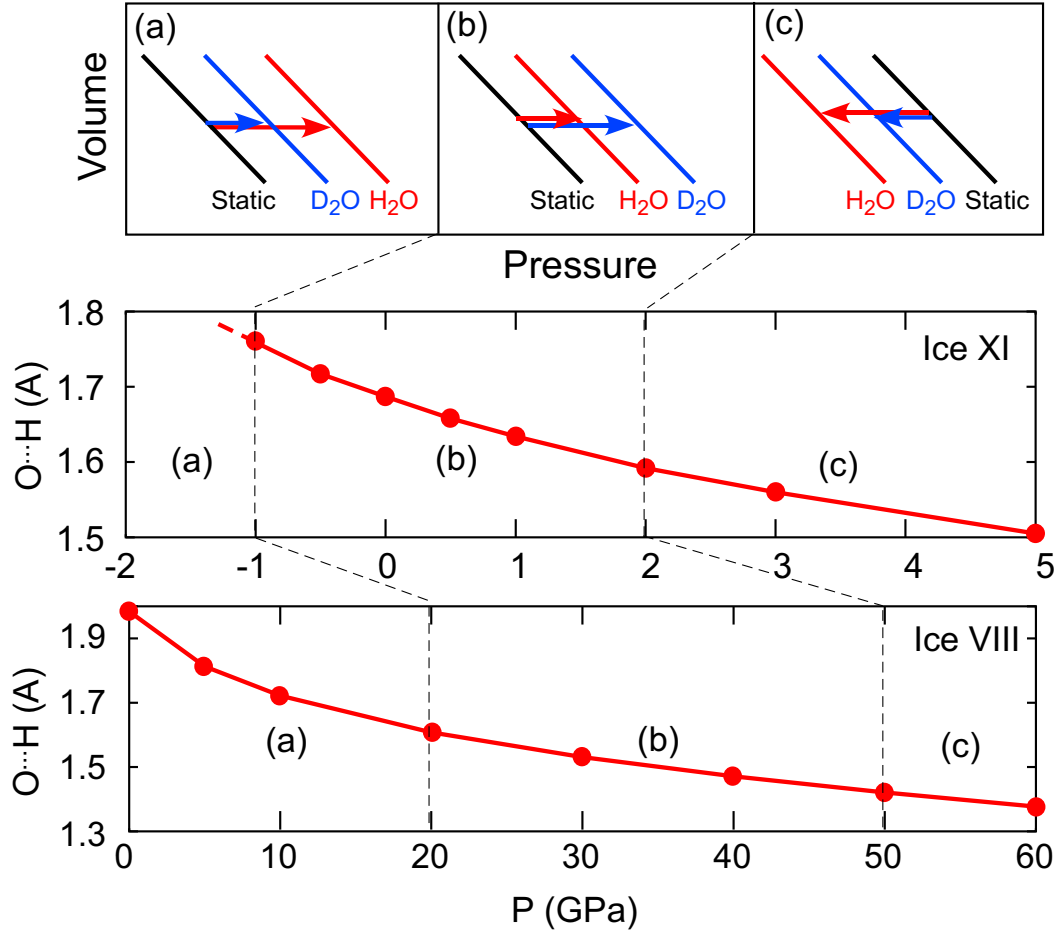 (a) (b) (c)
Volume
Static D₂O H₂O
Static H₂O D₂O
H₂O D₂O Static
Pressure
Ice XI
O···H (A)
1.8
1.7
1.6
1.5
(a) (b) (c)
-2 -1 0 1 2 3 4 5
Ice VIII
O···H (A)
1.9
1.7
1.5
1.3
(a) (b) (c)
0 10 20 30 40 50 60
P (GPa)